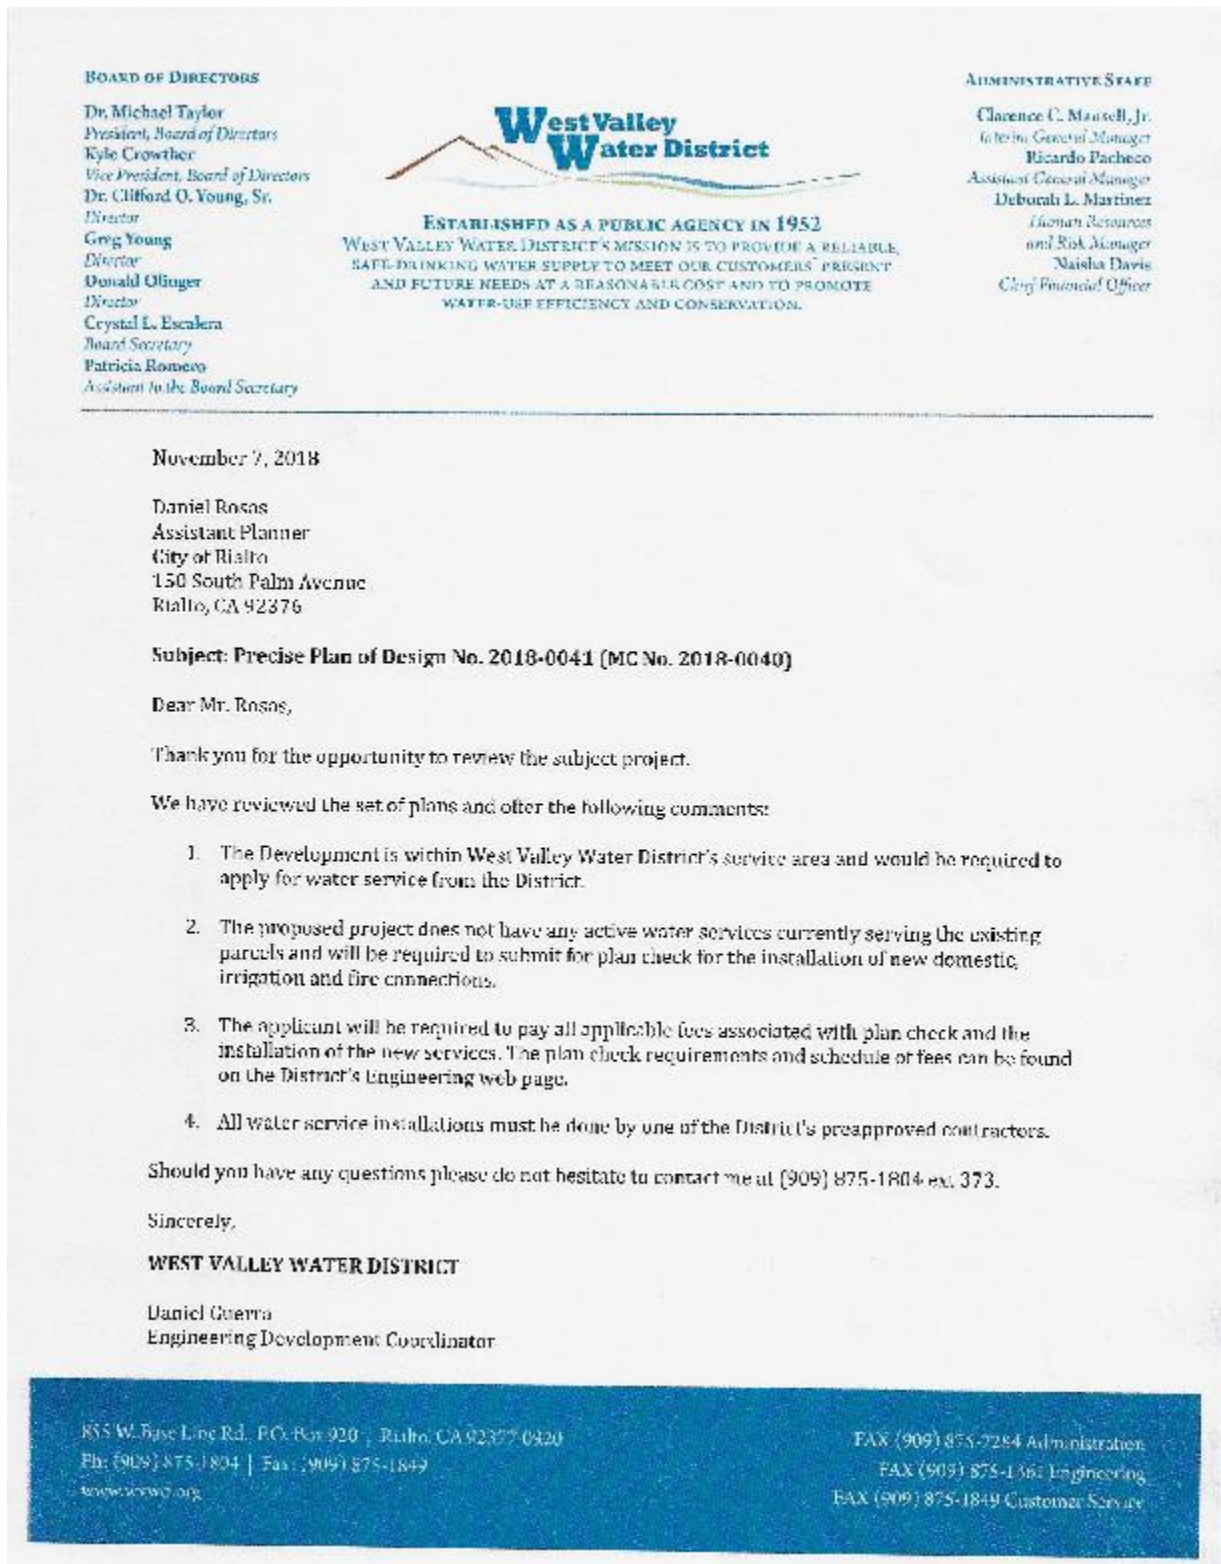 BOARD OF DIRECTORS
Dr. Michael Taylor
President, Board of Directors
Kyle Crowther
Vice President, Board of Directors
Dr. Clifford O. Young, Sr.
Director
Greg Young
Director
Donald Olinger
Director
Crystal L. Escalera
Board Secretary
Patricia Romero
Assistant to the Board Secretary
West Valley
Water District
ESTABLISHED AS A PUBLIC AGENCY IN 1952
WEST VALLEY WATER DISTRICT'S MISSION IS TO PROVIDE A RELIABLE,
SAFE DRINKING WATER SUPPLY TO MEET OUR CUSTOMERS' PRESENT
AND FUTURE NEEDS AT A REASONABLE COST AND TO PROMOTE
WATER-USE EFFICIENCY AND CONSERVATION.
ADMINISTRATIVE STAFF
Clarence C. Mansell, Jr.
Interim General Manager
Ricardo Pacheco
Assistant General Manager
Deborah L. Martinez
Human Resources
and Risk Manager
Naisha Davis
Chief Financial Officer
November 7, 2018
Daniel Rosas
Assistant Planner
City of Rialto
150 South Palm Avenue
Rialto, CA 92376
Subject: Precise Plan of Design No. 2018-0041 (MC No. 2018-0040)
Dear Mr. Rosas,
Thank you for the opportunity to review the subject project.
We have reviewed the set of plans and offer the following comments:
1. The Development is within West Valley Water District's service area and would be required to
apply for water service from the District.
2. The proposed project does not have any active water services currently serving the existing
parcels and will be required to submit for plan check for the installation of new domestic,
irrigation and fire connections.
3. The applicant will be required to pay all applicable fees associated with plan check and the
installation of the new services. The plan check requirements and schedule of fees can be found
on the District's Engineering web page.
4. All water service installations must be done by one of the District's preapproved contractors.
Should you have any questions please do not hesitate to contact me at (909) 875-1804 ext 373.
Sincerely,
WEST VALLEY WATER DISTRICT
Daniel Guerra
Engineering Development Coordinator
855 W. Base Line Rd., P.O. Box 920 , Rialto, CA 92377-0920
Ph: (909) 875-1804 | Fax: (909) 875-1849
FAX (909) 875-7284 Administration
FAX (909) 875-1361 Engineering
FAX (909) 875-1849 Customer Service